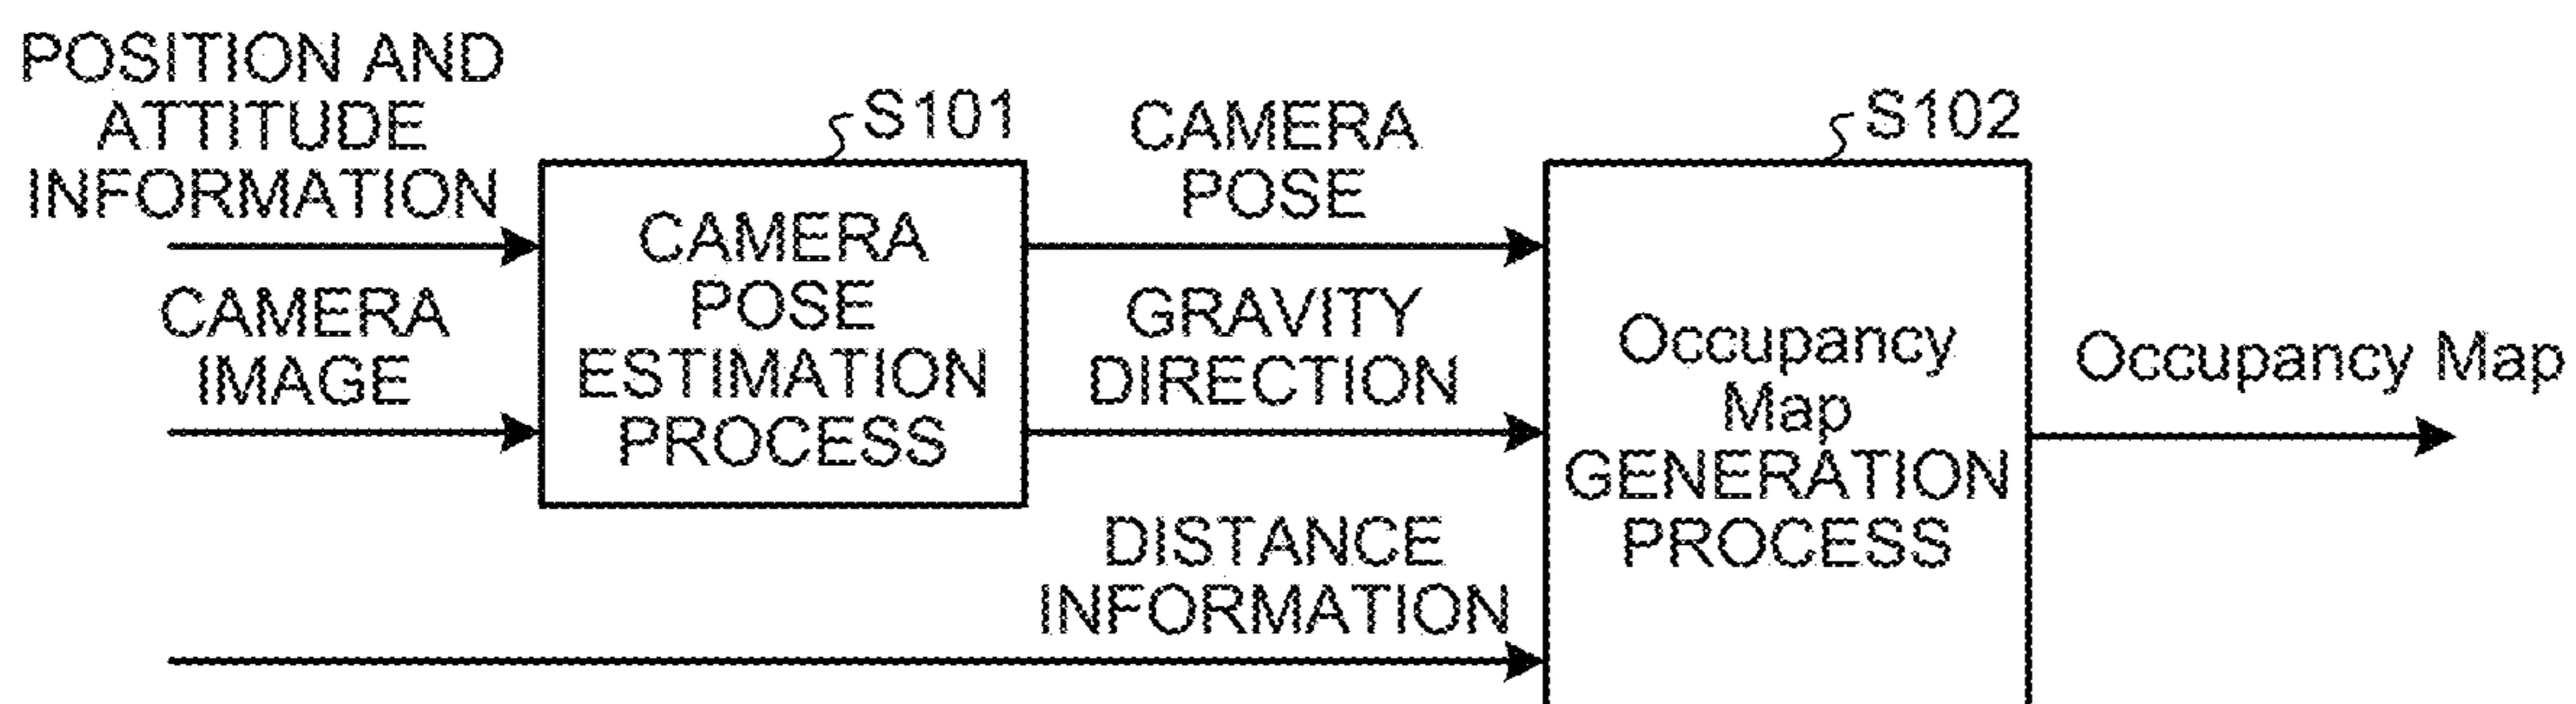 POSITION AND
ATTITUDE
INFORMATION
CAMERA
IMAGE
S101
CAMERA
POSE
ESTIMATION
PROCESS
CAMERA
POSE
GRAVITY
DIRECTION
DISTANCE
INFORMATION
S102
Occupancy
Map
GENERATION
PROCESS
Occupancy Map